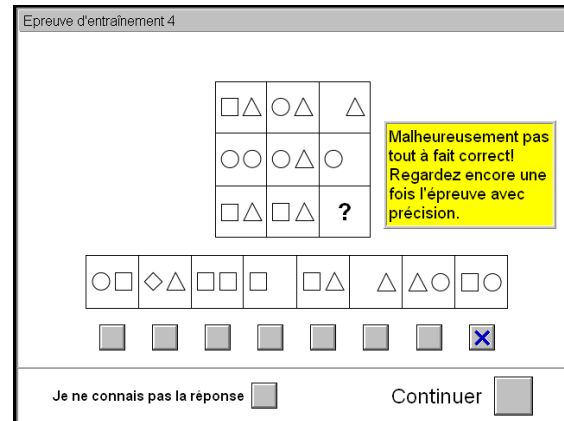 Epreuve d'entraînement 4
Malheureusement pas
tout à fait correct!
Regardez encore une
fois l'épreuve avec
précision.
?
Je ne connais pas la réponse
Continuer